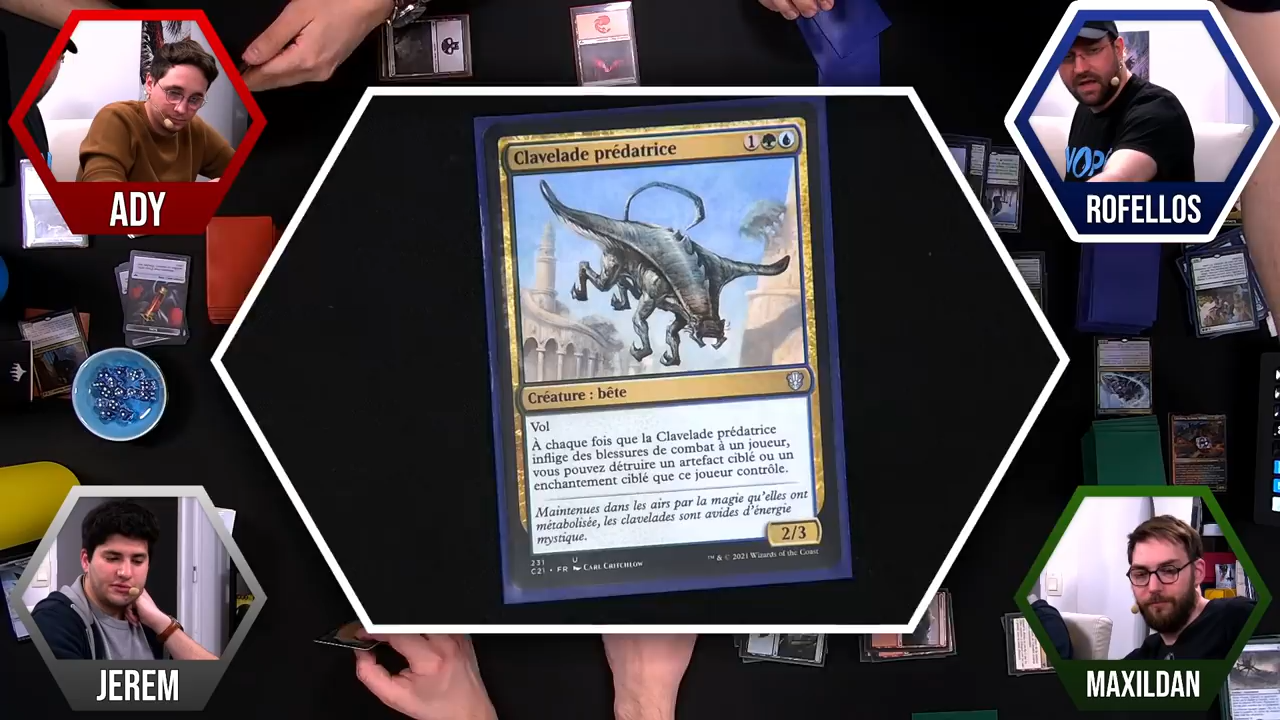 ADY
ROFELLOS
Clavelade prédatrice
1
Créature : bête
Vol
À chaque fois que la Clavelade prédatrice
inflige des blessures de combat à un joueur,
vous pouvez détruire un artefact ciblé ou un
enchantement ciblé que ce joueur contrôle.
Maintenues dans les airs par la magie qu'elles ont
métabolisée, les clavelades sont avides d'énergie
mystique.
2/3
231 U
C21 • FR CARL CRITCHLOW
™ & © 2021 Wizards of the Coast
JEREM
MAXILDAN